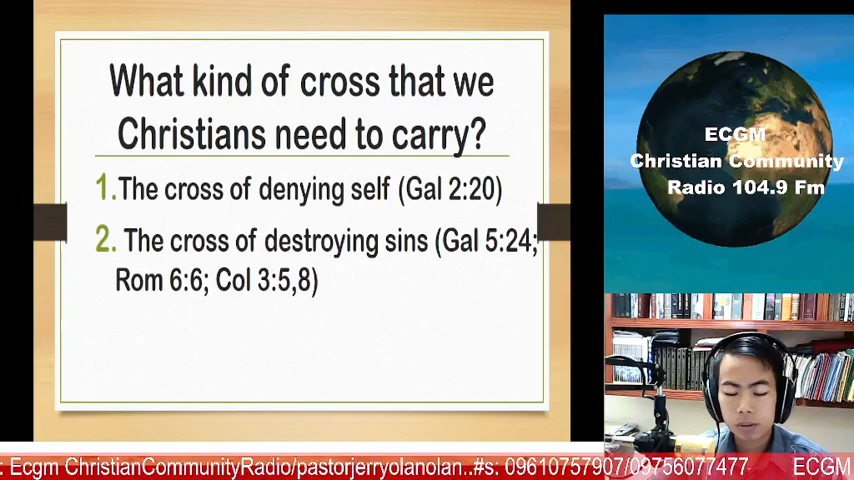 What kind of cross that we
Christians need to carry?
1.The cross of denying self (Gal 2:20)
2. The cross of destroying sins (Gal 5:24;
Rom 6:6; Col 3:5,8)
ECGM
Christian Community
Radio 104.9 Fm
: Ecgm ChristianCommunityRadio/pastorjerryolanolan..#s: 09610757907/09756077477 ECGM